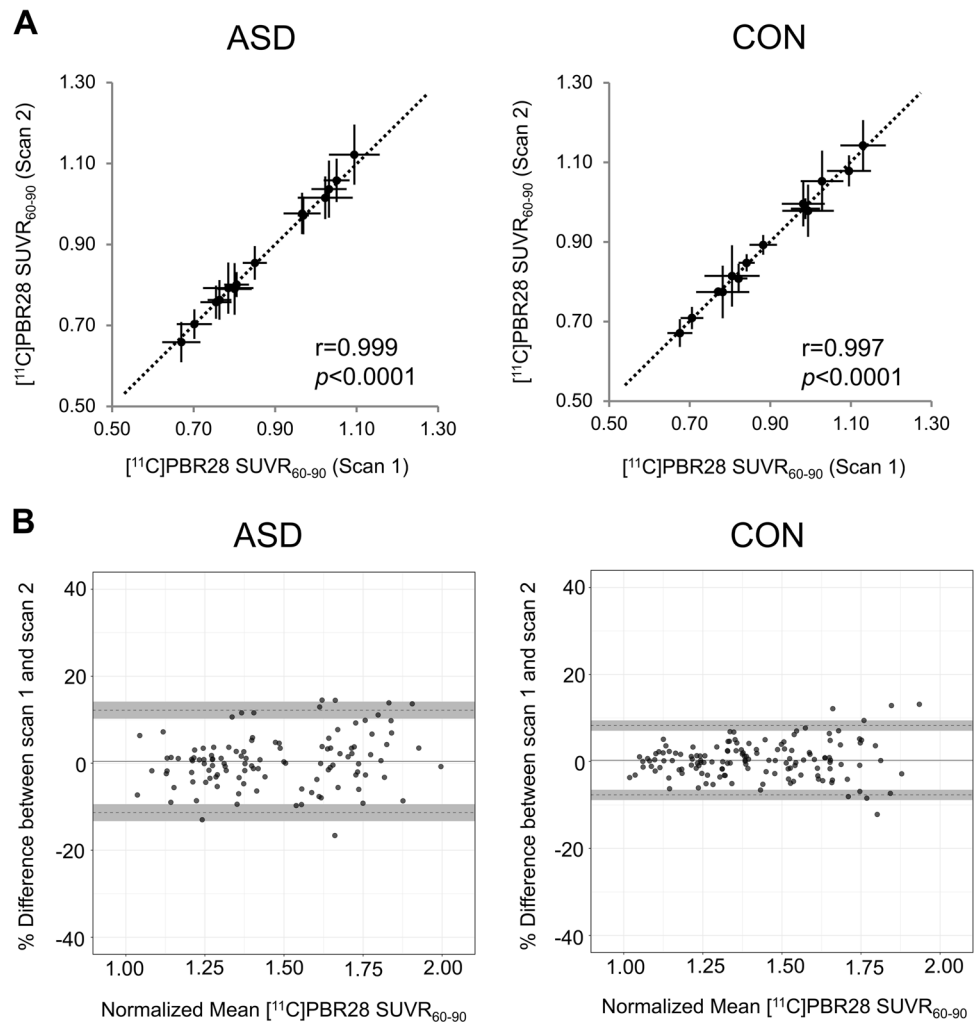 A
ASD
CON
[¹¹C]PBR28 SUVR₆₀₋₉₀ (Scan 2)
1.30
1.10
0.90
0.70
0.50
r=0.999
p<0.0001
0.50 0.70 0.90 1.10 1.30
[¹¹C]PBR28 SUVR₆₀₋₉₀ (Scan 1)
[¹¹C]PBR28 SUVR₆₀₋₉₀ (Scan 2)
1.30
1.10
0.90
0.70
0.50
r=0.997
p<0.0001
0.50 0.70 0.90 1.10 1.30
[¹¹C]PBR28 SUVR₆₀₋₉₀ (Scan 1)
B
ASD
CON
% Difference between scan 1 and scan 2
40
20
0
-20
-40
1.00 1.25 1.50 1.75 2.00
Normalized Mean [¹¹C]PBR28 SUVR₆₀₋₉₀
% Difference between scan 1 and scan 2
40
20
0
-20
-40
1.00 1.25 1.50 1.75 2.00
Normalized Mean [¹¹C]PBR28 SUVR₆₀₋₉₀